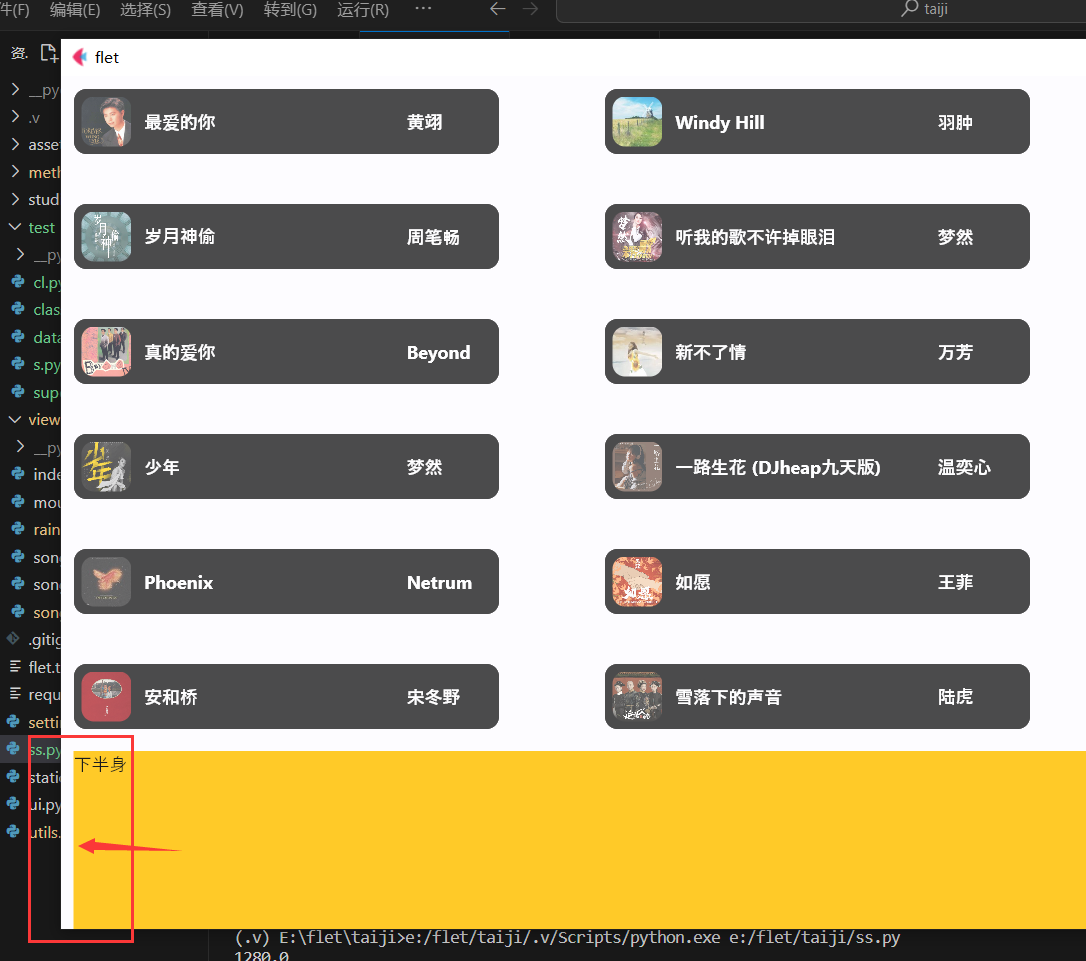 件(F) 编辑(E) 选择(S) 查看(V) 转到(G) 运行(R) ··· taiji
资.
flet
__py
.v
asset
meth
stud
test
__py
cl.py
clas
data
s.py
sup
view
__py
inde
mou
rain
song
song
song
.gitig
flet.t
requ
settin
ss.py
stati
ui.py
utils.
最爱的你 黄翊
Windy Hill 羽肿
岁月神偷 周笔畅
听我的歌不许掉眼泪 梦然
真的爱你 Beyond
新不了情 万芳
少年 梦然
一路生花 (DJheap九天版) 温奕心
Phoenix Netrum
如愿 王菲
安和桥 宋冬野
雪落下的声音 陆虎
下半身
(.v) E:\flet\taiji>e:/flet/taiji/.v/Scripts/python.exe e:/flet/taiji/ss.py
1280.0